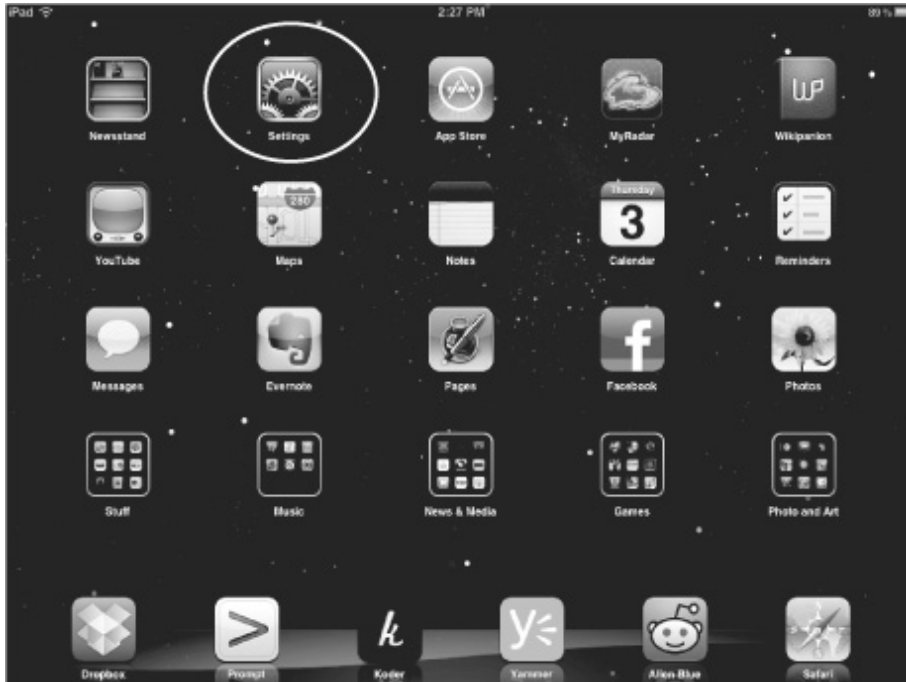 iPad 2:27 PM 89%
Newsstand Settings App Store MyRadar Wikipanion
280 Thursday
3
YouTube Maps Notes Calendar Reminders
Messages Evernote Pages Facebook Photos
Stuff Music News & Media Games Photo and Art
Dropbox Prompt Koder Yammer Alien Blue Safari